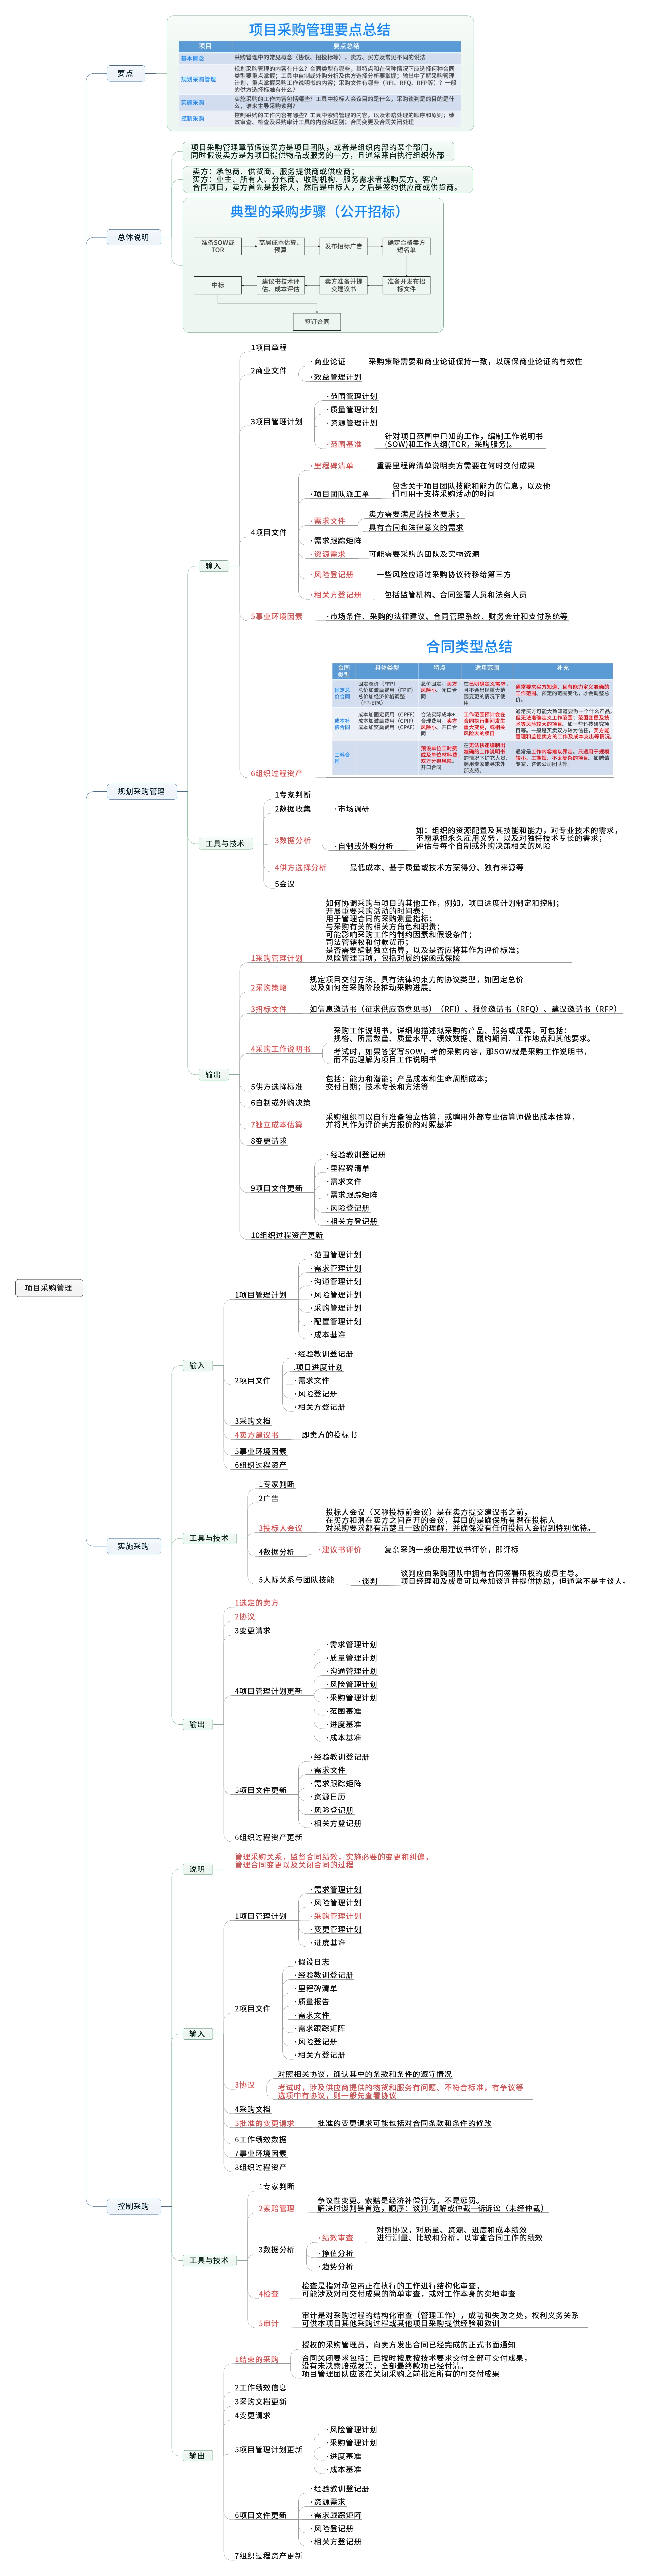 项目采购管理
要点
项目采购管理要点总结
项目
要点总结
基本概念
采购管理中的常见概念（协议、招投标等），卖方、买方及常见不同的说法
规划采购管理
规划采购管理的内容有什么？合同类型有哪些，其特点和在何种情况下应选择何种合同
类型要重点掌握；工具中自制或外购分析及供方选择分析要掌握；输出中了解采购管理
计划，重点掌握采购工作说明书的内容；采购文件有哪些（RFI、RFQ、RFP等）？一般
的供方选择标准有什么？
实施采购
实施采购的工作内容包括哪些？工具中投标人会议目的是什么，采购谈判是的目的是什
么，谁来主导采购谈判？
控制采购
控制采购的工作内容有哪些？工具中索赔管理的内容，以及索赔处理的顺序和原则；绩
效审查、检查及采购审计工具的内容和区别；合同变更及合同关闭处理
总体说明
项目采购管理章节假设买方是项目团队，或者是组织内部的某个部门，
同时假设卖方是为项目提供物品或服务的一方，且通常来自执行组织外部
卖方：承包商、供货商、服务提供商或供应商；
买方：业主、所有人、分包商、收购机构、服务需求者或购买方、客户
合同项目，卖方首先是投标人，然后是中标人，之后是签约供应商或供货商。
典型的采购步骤（公开招标）
准备SOW或
TOR
高层成本估算、
预算
发布招标广告
确定合格卖方
短名单
中标
建议书技术评
估、成本评估
卖方准备并提
交建议书
准备并发布招
标文件
签订合同
规划采购管理
输入
1项目章程
2商业文件
· 商业论证
采购策略需要和商业论证保持一致，以确保商业论证的有效性
· 效益管理计划
3项目管理计划
· 范围管理计划
· 质量管理计划
· 资源管理计划
· 范围基准
针对项目范围中已知的工作，编制工作说明书
(SOW)和工作大纲(TOR，采购服务)。
4项目文件
· 里程碑清单
重要里程碑清单说明卖方需要在何时交付成果
· 项目团队派工单
包含关于项目团队技能和能力的信息，以及他
们可用于支持采购活动的时间
· 需求文件
卖方需要满足的技术要求；
具有合同和法律意义的需求
· 需求跟踪矩阵
· 资源需求
可能需要采购的团队及实物资源
· 风险登记册
一些风险应通过采购协议转移给第三方
· 相关方登记册
包括监管机构、合同签署人员和法务人员
5事业环境因素
· 市场条件、采购的法律建议、合同管理系统、财务会计和支付系统等
6组织过程资产
合同类型总结
合同
类型
具体类型
特点
适用范围
补充
固定总
价合同
固定总价（FFP）
总价加激励费用（FPIF）
总价加经济价格调整
（FP-EPA）
总价固定，买方
风险小。闭口合
同
在已明确定义需求，
且不会出现重大范
围变更的情况下使
用
通常要求买方知道，且有能力定义准确的
工作范围。预定的范围变化，才会调整总
价。
成本补
偿合同
成本加固定费用（CPFF）
成本加激励费用（CPIF）
成本加奖励费用（CPAF）
合法实际成本+
合理费用，卖方
风险小。开口合
同
工作范围预计会在
合同执行期间发生
重大变更，或相关
风险大的项目
通常买方可能大致知道要做一个什么产品，
但无法准确定义工作范围；范围变更及技
术等风险较大的项目。如一些科技研究项
目等。一般是买卖双方较为信任，买方能
管理和监控卖方的工作及成本支出等情况。
工料合
同
预设单位工时费
或及单位材料费，
双方分担风险。
开口合同
在无法快速编制出
准确的工作说明书
的情况下扩充人员、
聘用专家或寻求外
部支持。
通常是工作内容难以界定，只适用于规模
较小、工期短、不太复杂的项目。如聘请
专家，咨询公司团队等。
工具与技术
1专家判断
2数据收集
· 市场调研
3数据分析
· 自制或外购分析
如：组织的资源配置及其技能和能力，对专业技术的需求，
不愿承担永久雇用义务，以及对独特技术专长的需求；
评估与每个自制或外购决策相关的风险
4供方选择分析
最低成本、基于质量或技术方案得分、独有来源等
5会议
输出
1采购管理计划
如何协调采购与项目的其他工作，例如，项目进度计划制定和控制；
开展重要采购活动的时间表；
用于管理合同的采购测量指标；
与采购有关的相关方角色和职责；
可能影响采购工作的制约因素和假设条件；
司法管辖权和付款货币；
是否需要编制独立估算，以及是否应将其作为评价标准；
风险管理事项，包括对履约保函或保险
2采购策略
规定项目交付方法、具有法律约束力的协议类型，如固定总价
以及如何在采购阶段推动采购进展。
3招标文件
如信息邀请书（征求供应商意见书）（RFI）、报价邀请书（RFQ）、建议邀请书（RFP）
4采购工作说明书
采购工作说明书，详细地描述拟采购的产品、服务或成果，可包括：
规格、所需数量、质量水平、绩效数据、履约期间、工作地点和其他要求。
考试时，如果答案写SOW，考的采购内容，那SOW就是采购工作说明书，
而不能理解为项目工作说明书
5供方选择标准
包括：能力和潜能；产品成本和生命周期成本；
交付日期；技术专长和方法等
6自制或外购决策
7独立成本估算
采购组织可以自行准备独立估算，或聘用外部专业估算师做出成本估算，
并将其作为评价卖方报价的对照基准
8变更请求
9项目文件更新
· 经验教训登记册
· 里程碑清单
· 需求文件
· 需求跟踪矩阵
· 风险登记册
· 相关方登记册
10组织过程资产更新
实施采购
输入
1项目管理计划
· 范围管理计划
· 需求管理计划
· 沟通管理计划
· 风险管理计划
· 采购管理计划
· 配置管理计划
· 成本基准
2项目文件
· 经验教训登记册
.项目进度计划
· 需求文件
· 风险登记册
· 相关方登记册
3采购文档
4卖方建议书
即卖方的投标书
5事业环境因素
6组织过程资产
工具与技术
1专家判断
2广告
3投标人会议
投标人会议（又称投标前会议）是在卖方提交建议书之前，
在买方和潜在卖方之间召开的会议，其目的是确保所有潜在投标人
对采购要求都有清楚且一致的理解，并确保没有任何投标人会得到特别优待。
4数据分析
· 建议书评价
复杂采购一般使用建议书评价，即评标
5人际关系与团队技能
· 谈判
谈判应由采购团队中拥有合同签署职权的成员主导。
项目经理和及成员可以参加谈判并提供协助，但通常不是主谈人。
输出
1选定的卖方
2协议
3变更请求
4项目管理计划更新
· 需求管理计划
· 质量管理计划
· 沟通管理计划
· 风险管理计划
· 采购管理计划
· 范围基准
· 进度基准
· 成本基准
5项目文件更新
· 经验教训登记册
· 需求文件
· 需求跟踪矩阵
· 资源日历
· 风险登记册
· 相关方登记册
6组织过程资产更新
控制采购
说明
管理采购关系，监督合同绩效，实施必要的变更和纠偏，
管理合同变更以及关闭合同的过程
输入
1项目管理计划
· 需求管理计划
· 风险管理计划
· 采购管理计划
· 变更管理计划
· 进度基准
2项目文件
· 假设日志
· 经验教训登记册
· 里程碑清单
· 质量报告
· 需求文件
· 需求跟踪矩阵
· 风险登记册
· 相关方登记册
3协议
对照相关协议，确认其中的条款和条件的遵守情况
考试时，涉及供应商提供的物货和服务有问题、不符合标准，有争议等
选项中有协议，则一般先查看协议
4采购文档
5批准的变更请求
批准的变更请求可能包括对合同条款和条件的修改
6工作绩效数据
7事业环境因素
8组织过程资产
工具与技术
1专家判断
2索赔管理
争议性变更。索赔是经济补偿行为，不是惩罚。
解决时谈判是首选，顺序：谈判-调解或仲裁—诉诉讼（未经仲裁）
3数据分析
· 绩效审查
对照协议，对质量、资源、进度和成本绩效
进行测量、比较和分析，以审查合同工作的绩效
· 挣值分析
· 趋势分析
4检查
检查是指对承包商正在执行的工作进行结构化审查，
可能涉及对可交付成果的简单审查，或对工作本身的实地审查
5审计
审计是对采购过程的结构化审查（管理工作），成功和失败之处，权利义务关系
可供本项目其他采购过程或其他项目采购提供经验和教训
输出
1结束的采购
授权的采购管理员，向卖方发出合同已经完成的正式书面通知
合同关闭要求包括：已按时按质按技术要求交付全部可交付成果，
没有未决索赔或发票，全部最终款项已经付清。
项目管理团队应该在关闭采购之前批准所有的可交付成果
2工作绩效信息
3采购文档更新
4变更请求
5项目管理计划更新
· 风险管理计划
· 采购管理计划
· 进度基准
· 成本基准
6项目文件更新
· 经验教训登记册
· 资源需求
· 需求跟踪矩阵
· 风险登记册
· 相关方登记册
7组织过程资产更新